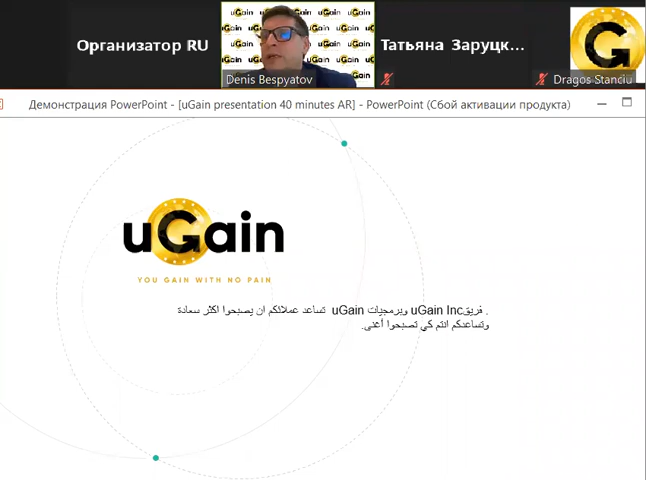 Организатор RU
Denis Bespyatov
Татьяна Заруцк...
Dragos Stanciu
Демонстрация PowerPoint - [uGain presentation 40 minutes AR] - PowerPoint (Сбой активации продукта)
uGain
YOU GAIN WITH NO PAIN
. فريقuGain Inc وبرمجيات uGain تساعد عملائكم ان يصبحوا اكثر سعادة
وتساعدكم انتم كي تصبحوا أغنى.